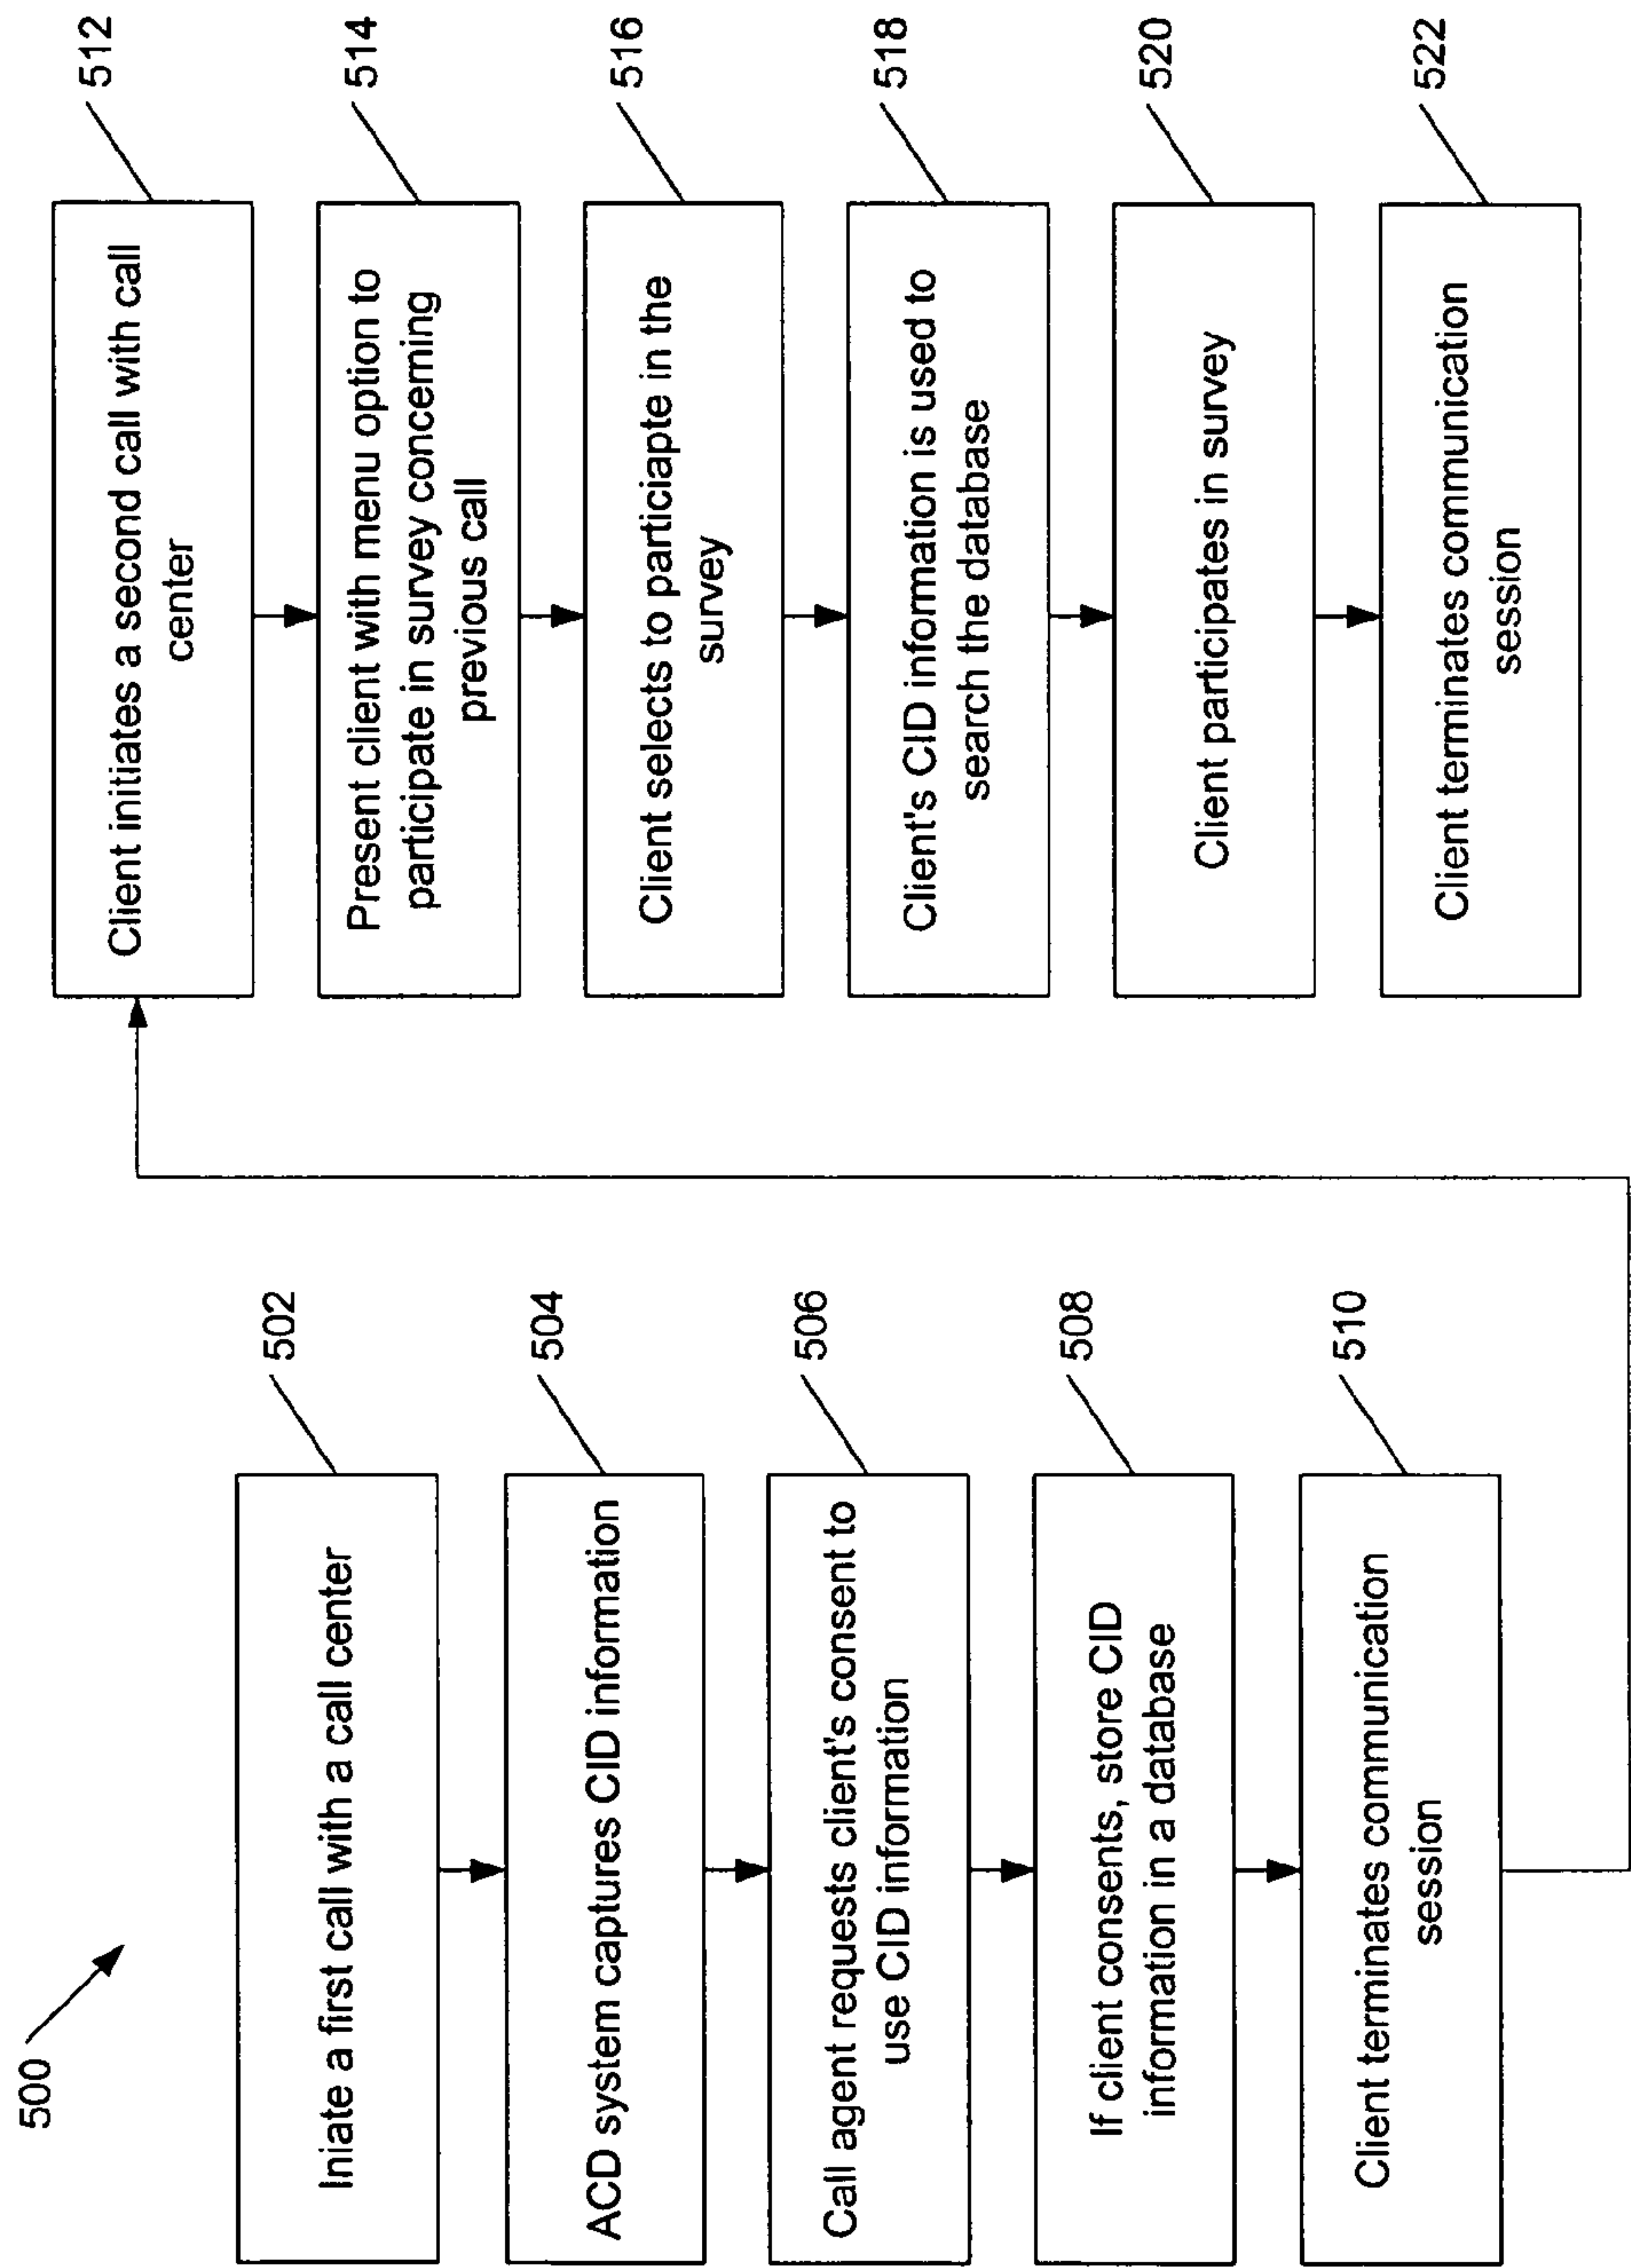 500
502
Iniate a first call with a call center
504
ACD system captures CID information
506
Call agent requests client's consent to
use CID information
508
If client consents, store CID
information in a database
510
Client terminates communication
session
512
Client initiates a second call with call
center
514
Present client with menu option to
participate in survey concerning
previous call
516
Client selects to particiapte in the
survey
518
Client's CID information is used to
search the database
520
Client participates in survey
522
Client terminates communication
session